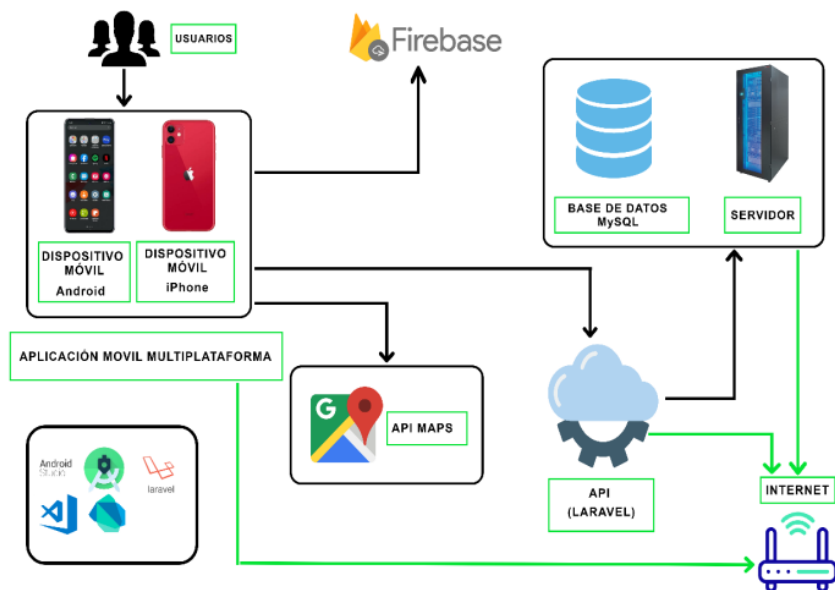 USUARIOS
Firebase
DISPOSITIVO
MÓVIL
Android
DISPOSITIVO
MÓVIL
iPhone
BASE DE DATOS
MySQL
SERVIDOR
APLICACIÓN MOVIL MULTIPLATAFORMA
G
API MAPS
Android
Studio
laravel
API
(LARAVEL)
INTERNET